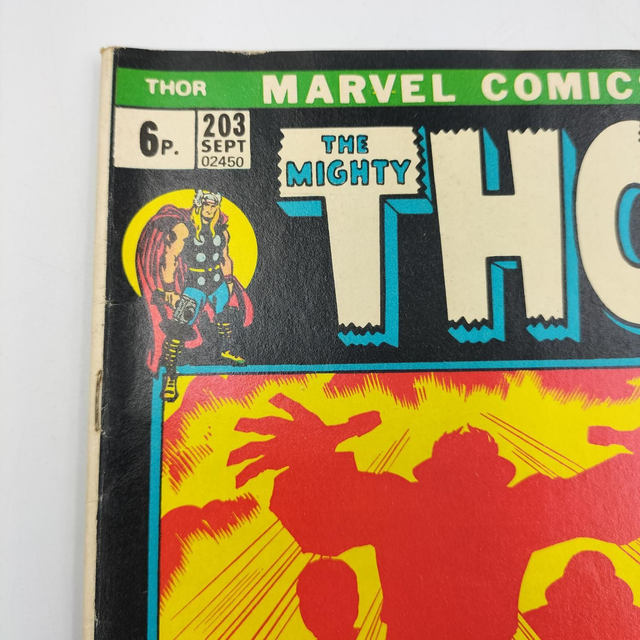 THOR MARVEL COMICS
6P. 203
SEPT
02450
THE
MIGHTY
THO